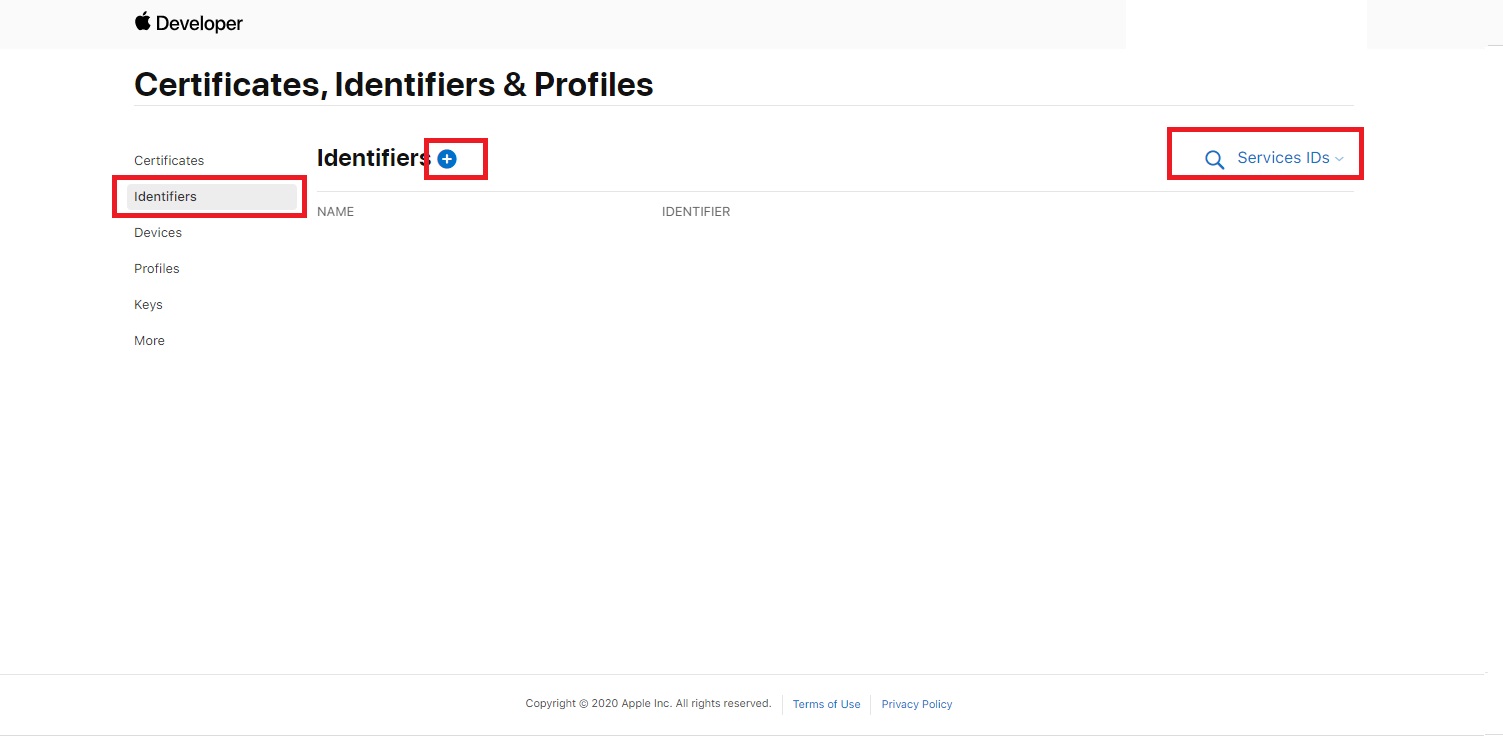 Developer
Certificates, Identifiers & Profiles
Certificates
Identifiers
Devices
Profiles
Keys
More
Identifiers
Services IDs
NAME IDENTIFIER
Copyright © 2020 Apple Inc. All rights reserved. Terms of Use Privacy Policy